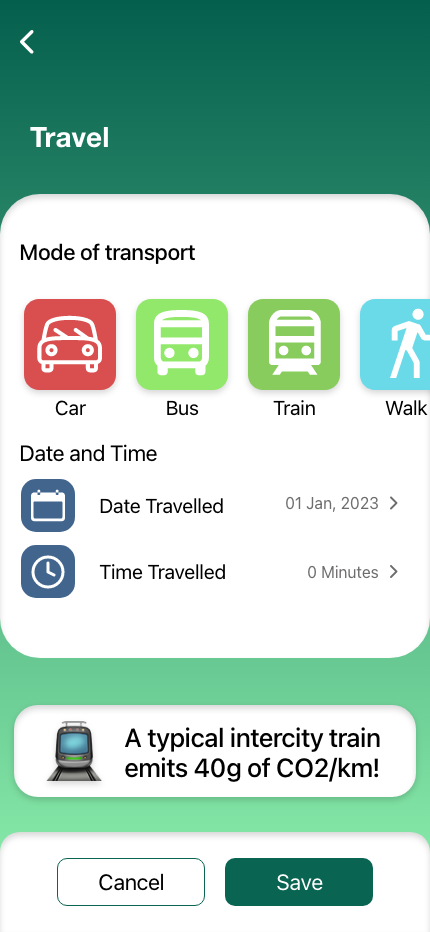 Travel
Mode of transport
Car Bus Train Walk
Date and Time
Date Travelled 01 Jan, 2023
Time Travelled 0 Minutes
A typical intercity train
emits 40g of CO2/km!
Cancel Save